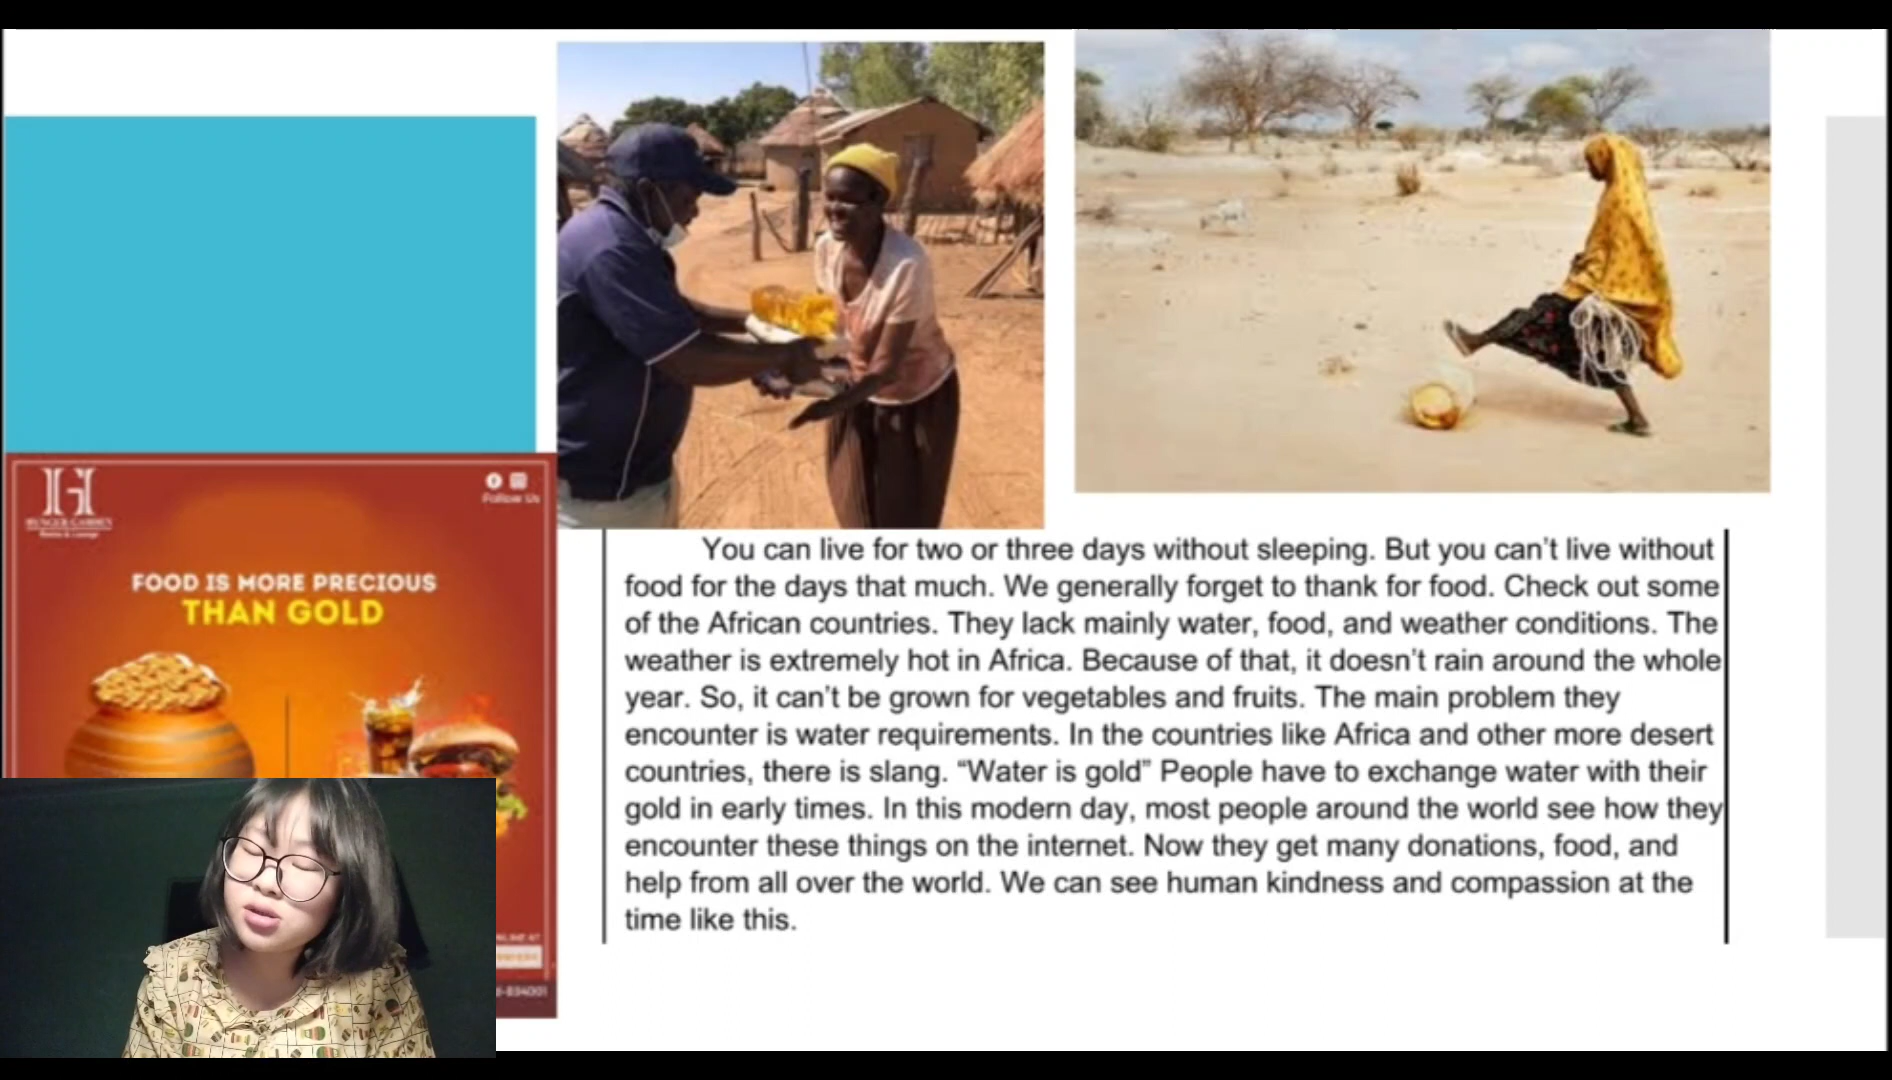 Follow Us
HUNGER GARDEN
FOOD IS MORE PRECIOUS
THAN GOLD
You can live for two or three days without sleeping. But you can't live without
food for the days that much. We generally forget to thank for food. Check out some
of the African countries. They lack mainly water, food, and weather conditions. The
weather is extremely hot in Africa. Because of that, it doesn't rain around the whole
year. So, it can't be grown for vegetables and fruits. The main problem they
encounter is water requirements. In the countries like Africa and other more desert
countries, there is slang. “Water is gold” People have to exchange water with their
gold in early times. In this modern day, most people around the world see how they
encounter these things on the internet. Now they get many donations, food, and
help from all over the world. We can see human kindness and compassion at the
time like this.